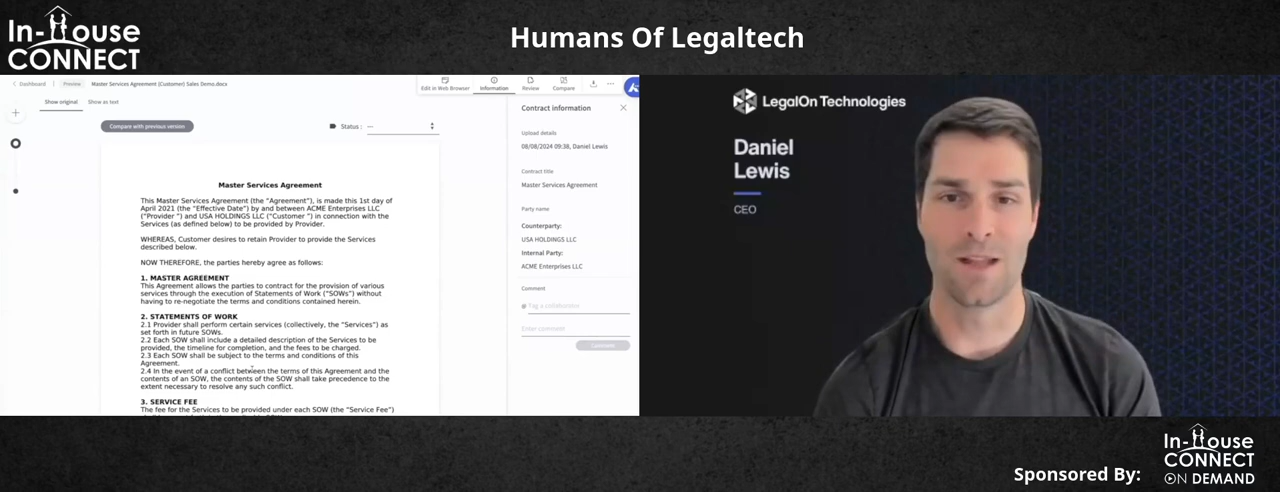 In-House
CONNECT
Humans Of Legaltech
Dashboard
Preview
Master Services Agreement (Customer) Sales Demo.docx
Edit in Web Browser
Information
Review
Compare
Show original
Show as text
Compare with previous version
Status :
---
Master Services Agreement
This Master Services Agreement (the “Agreement”), is made this 1st day of
April 2021 (the “Effective Date”) by and between ACME Enterprises LLC
(“Provider ”) and USA HOLDINGS LLC (“Customer ”) in connection with the
Services (as defined below) to be provided by Provider.
WHEREAS, Customer desires to retain Provider to provide the Services
described below.
NOW THEREFORE, the parties hereby agree as follows:
1. MASTER AGREEMENT
This Agreement allows the parties to contract for the provision of various
services through the execution of Statements of Work (“SOWs”) without
having to re-negotiate the terms and conditions contained herein.
2. STATEMENTS OF WORK
2.1 Provider shall perform certain services (collectively, the “Services”) as
set forth in future SOWs.
2.2 Each SOW shall include a detailed description of the Services to be
provided, the timeline for completion, and the fees to be charged.
2.3 Each SOW shall be subject to the terms and conditions of this
Agreement.
2.4 In the event of a conflict between the terms of this Agreement and the
contents of an SOW, the contents of the SOW shall take precedence to the
extent necessary to resolve any such conflict.
3. SERVICE FEE
The fee for the Services to be provided under each SOW (the “Service Fee”)
Contract information
Upload details
08/08/2024 09:38, Daniel Lewis
Contract title
Master Services Agreement
Party name
Counterparty:
USA HOLDINGS LLC
Internal Party:
ACME Enterprises LLC
Comment
@ Tag a collaborator
Enter comment
Comment
LegalOn Technologies
Daniel
Lewis
CEO
Sponsored By:
In-House
CONNECT
ON DEMAND